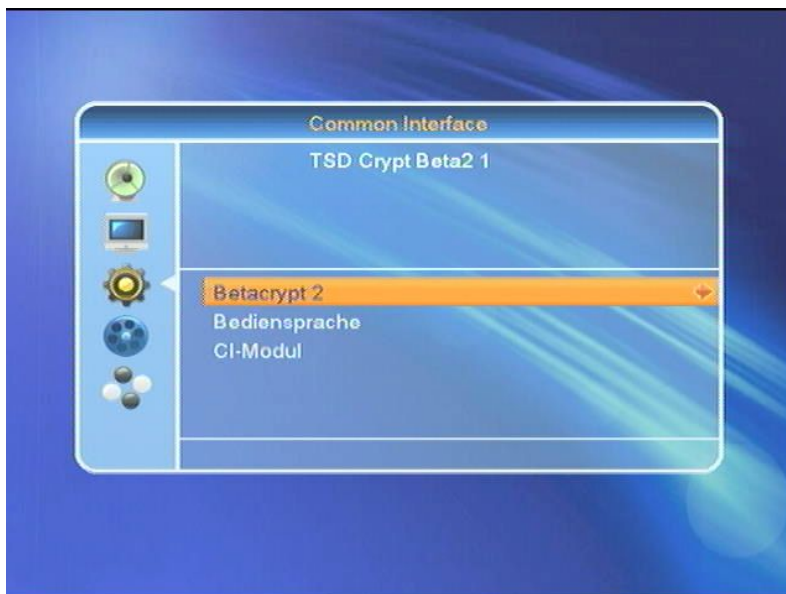 Common Interface
TSD Crypt Beta2 1
Betacrypt 2
Bediensprache
CI-Modul